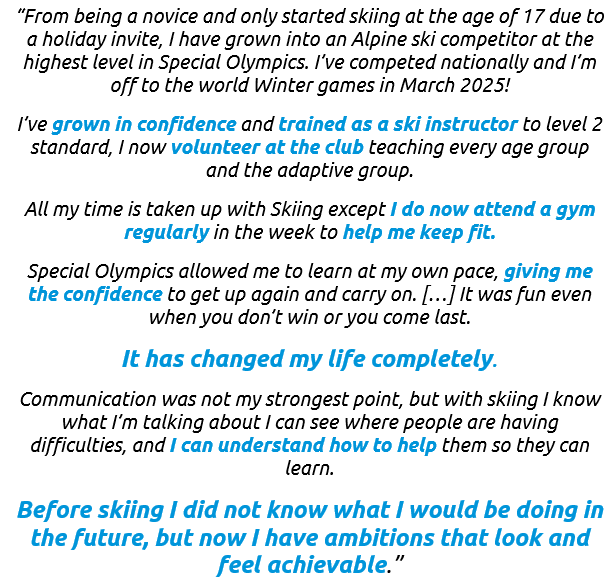 “From being a novice and only started skiing at the age of 17 due to
a holiday invite, I have grown into an Alpine ski competitor at the
highest level in Special Olympics. I’ve competed nationally and I’m
off to the world Winter games in March 2025!
I’ve grown in confidence and trained as a ski instructor to level 2
standard, I now volunteer at the club teaching every age group
and the adaptive group.
All my time is taken up with Skiing except I do now attend a gym
regularly in the week to help me keep fit.
Special Olympics allowed me to learn at my own pace, giving me
the confidence to get up again and carry on. […] It was fun even
when you don’t win or you come last.
It has changed my life completely.
Communication was not my strongest point, but with skiing I know
what I’m talking about I can see where people are having
difficulties, and I can understand how to help them so they can
learn.
Before skiing I did not know what I would be doing in
the future, but now I have ambitions that look and
feel achievable.”